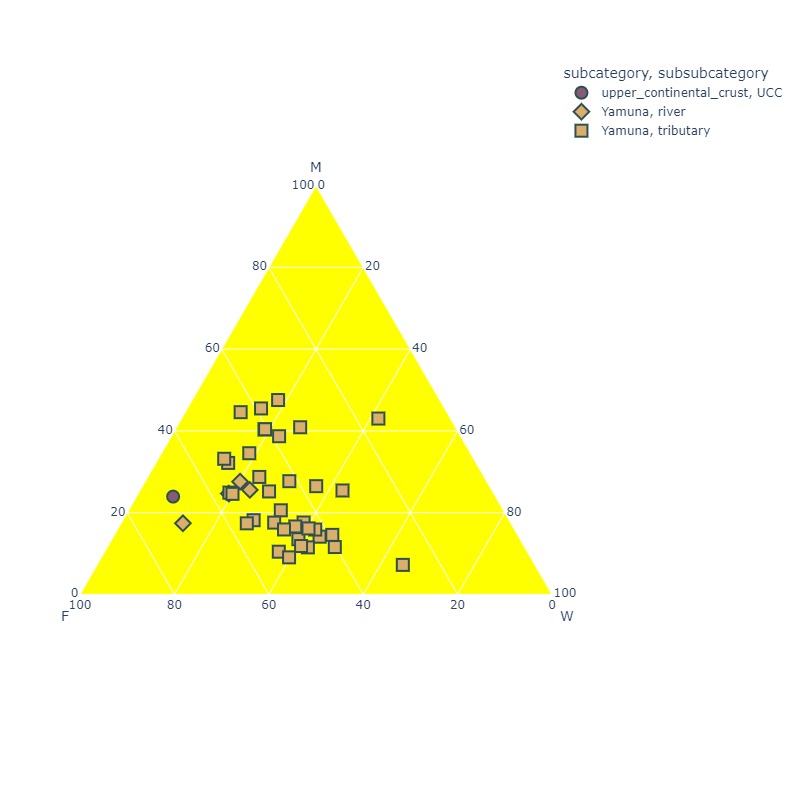 subcategory, subsubcategory
upper_continental_crust, UCC
Yamuna, river
Yamuna, tributary
M
100 0
80 20
60 40
40 60
20 80
0 100
100 80 60 40 20 0
F W